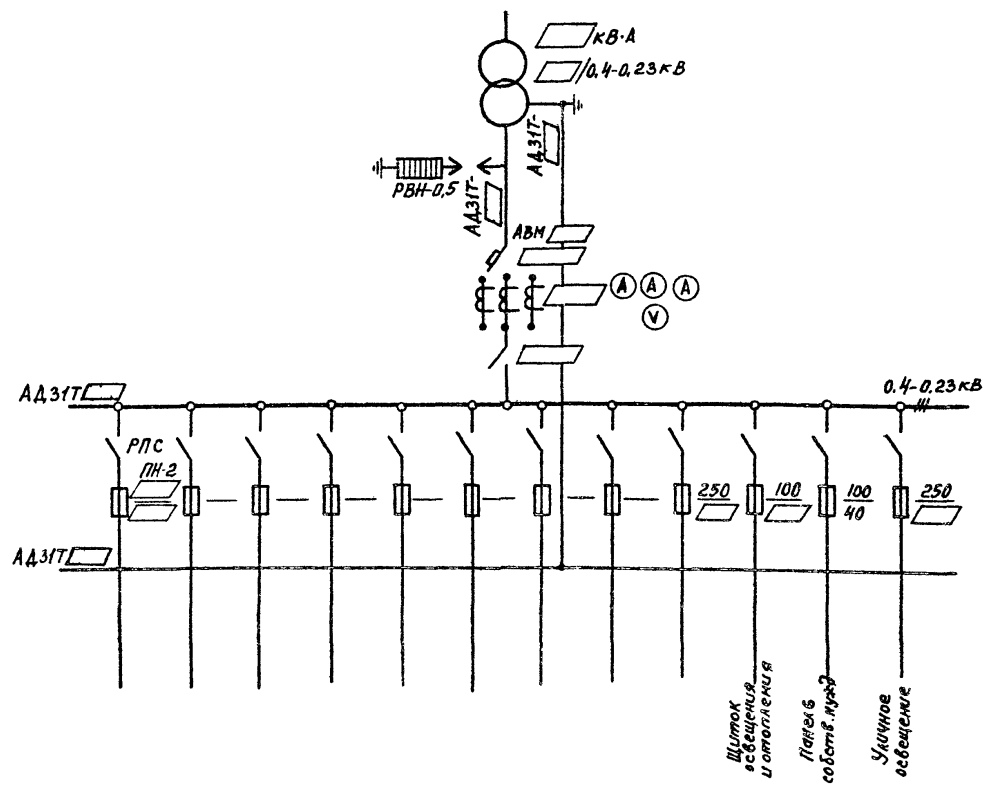 кВ·А
/0,4-0,23кВ
АД31Т-
РВН-0,5
АД31Т-
АВМ
А А А
V
АД31Т
0,4-0,23кВ
РПС
ПН-2
250
100
100
40
250
АД31Т
Щиток
освещения
и отопления
Панель
собств. нужд
Уличное
освещение